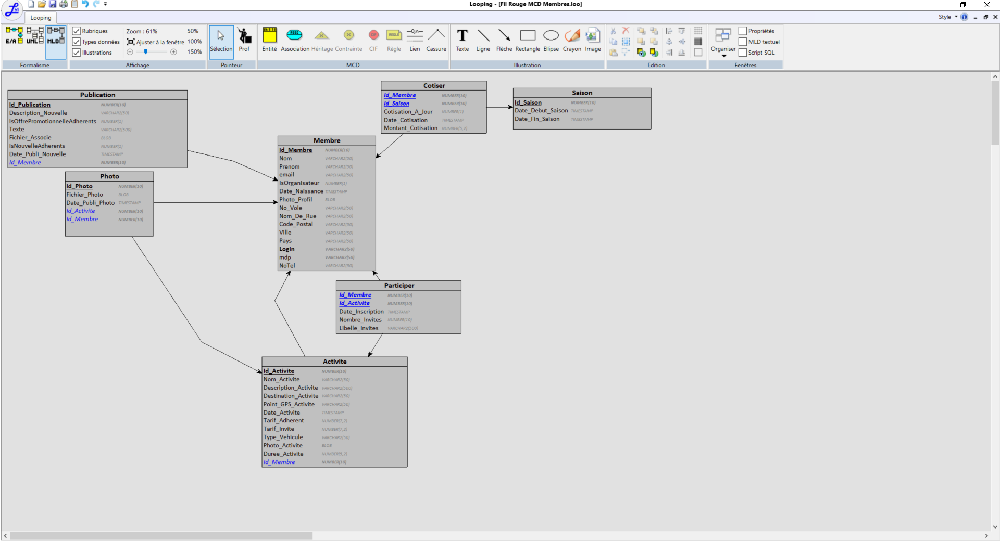 Looping - [Fil Rouge MCD Membres.loo]
64
Looping
Style
E/A UML MLD
Formalisme
Rubriques
Types données
Illustrations
Zoom : 61%
50%
Ajuster à la fenêtre
100%
150%
Affichage
Sélection
Prof
Pointeur
ENTITÉ
Entité
ASSO
Association
Héritage
Contrainte
CIF
CIF
REGLE
Règle
—0,n—
Lien
Cassure
MCD
T
Texte
Ligne
Flèche
Rectangle
Ellipse
Crayon
Image
Illustration
Edition
Organiser
Propriétés
MLD textuel
Script SQL
Fenêtres
Publication
Id_Publication NUMBER(10)
Description_Nouvelle VARCHAR2(50)
IsOffrePromotionnelleAdherents NUMBER(1)
Texte VARCHAR2(500)
Fichier_Associe BLOB
IsNouvelleAdherents NUMBER(1)
Date_Publi_Nouvelle TIMESTAMP
Id_Membre NUMBER(10)
Photo
Id_Photo NUMBER(10)
Fichier_Photo BLOB
Date_Publi_Photo TIMESTAMP
Id_Activite NUMBER(10)
Id_Membre NUMBER(10)
Cotiser
Id_Membre NUMBER(10)
Id_Saison NUMBER(10)
Cotisation_A_Jour NUMBER(1)
Date_Cotisation TIMESTAMP
Montant_Cotisation NUMBER(5,2)
Saison
Id_Saison NUMBER(10)
Date_Debut_Saison TIMESTAMP
Date_Fin_Saison TIMESTAMP
Membre
Id_Membre NUMBER(10)
Nom VARCHAR2(50)
Prenom VARCHAR2(50)
email VARCHAR2(50)
IsOrganisateur NUMBER(1)
Date_Naissance TIMESTAMP
Photo_Profil BLOB
No_Voie VARCHAR2(50)
Nom_De_Rue VARCHAR2(50)
Code_Postal VARCHAR2(50)
Ville VARCHAR2(50)
Pays VARCHAR2(50)
Login VARCHAR2(50)
mdp VARCHAR2(50)
NoTel VARCHAR2(50)
Participer
Id_Membre NUMBER(10)
Id_Activite NUMBER(10)
Date_Inscription TIMESTAMP
Nombre_Invites NUMBER(10)
Libelle_Invites VARCHAR2(500)
Activite
Id_Activite NUMBER(10)
Nom_Activite VARCHAR2(50)
Description_Activite VARCHAR2(500)
Destination_Activite VARCHAR2(50)
Point_GPS_Activite VARCHAR2(50)
Date_Activite TIMESTAMP
Tarif_Adherent NUMBER(7,2)
Tarif_Invite NUMBER(7,2)
Type_Vehicule VARCHAR2(50)
Photo_Activite BLOB
Duree_Activite NUMBER(5,2)
Id_Membre NUMBER(10)